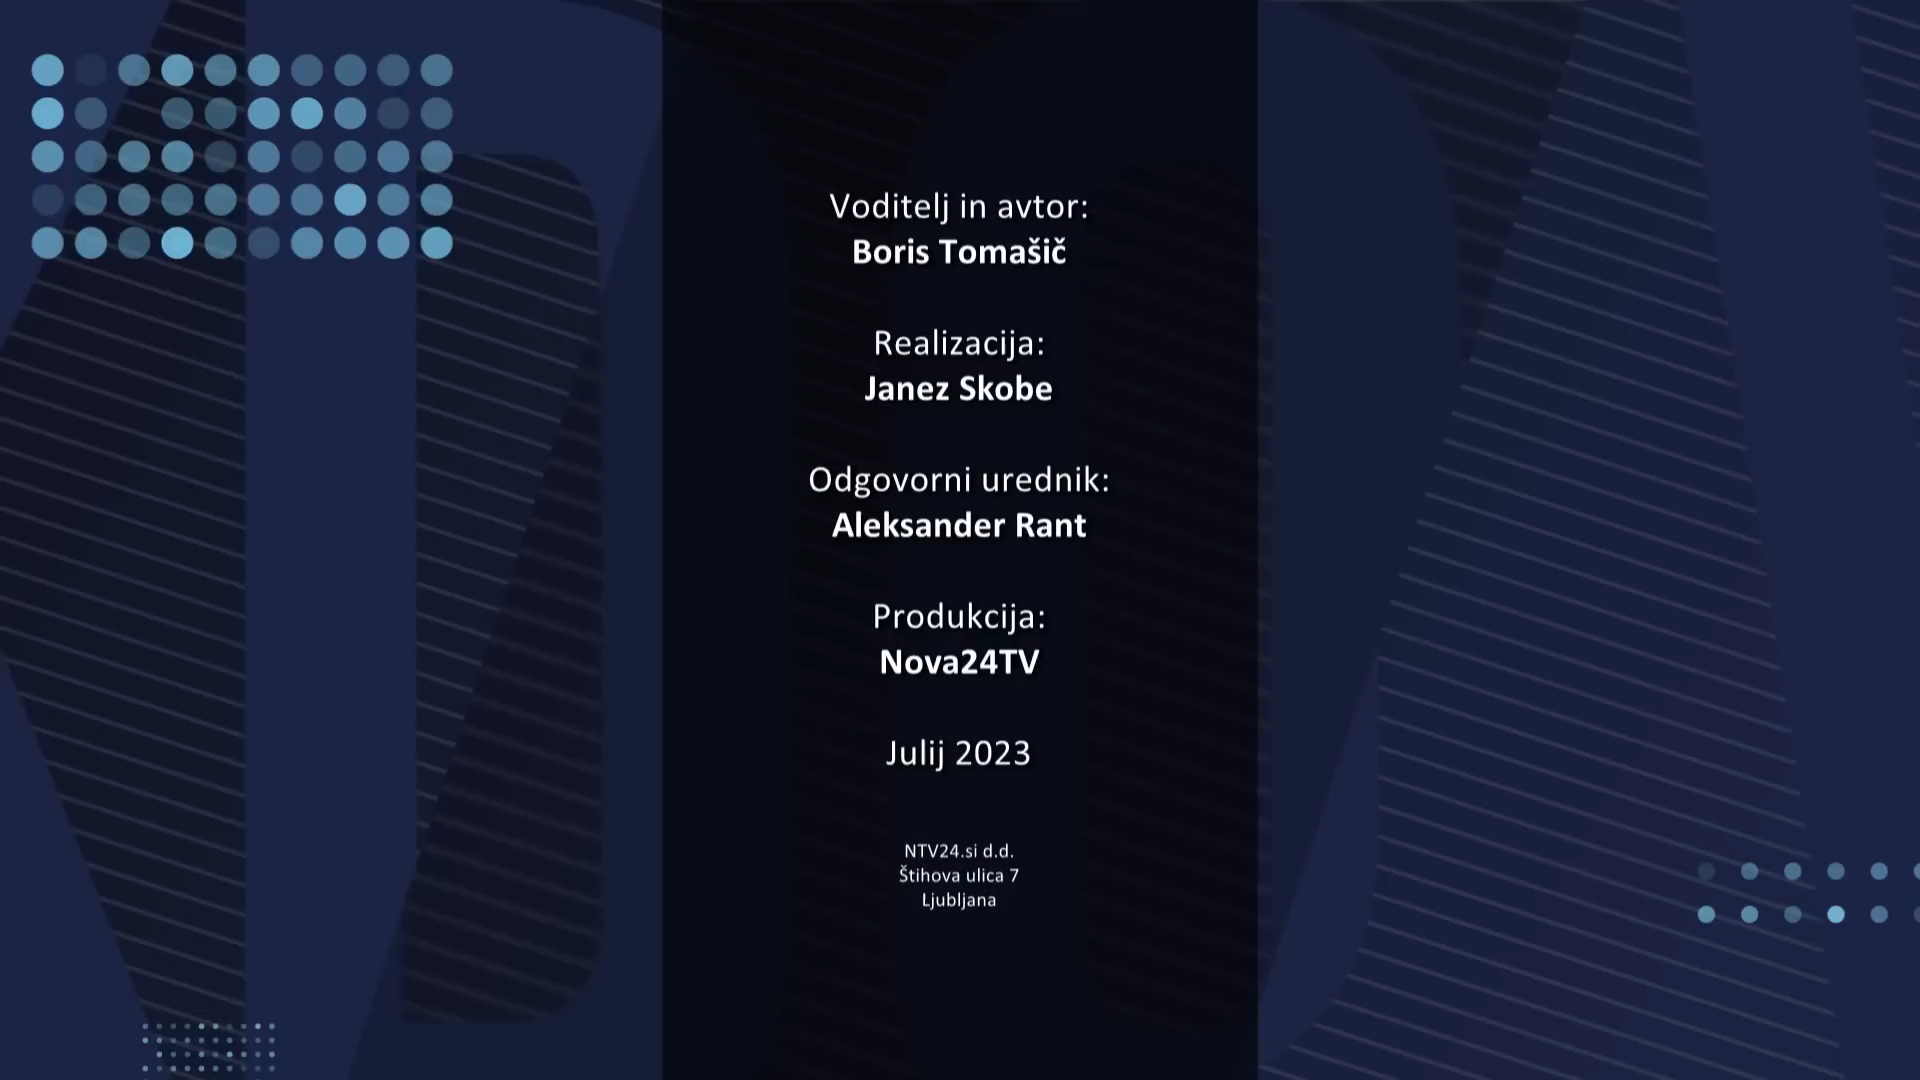 Voditelj in avtor:
Boris Tomašič
Realizacija:
Janez Skobe
Odgovorni urednik:
Aleksander Rant
Produkcija:
Nova24TV
Julij 2023
NTV24.si d.d.
Štihova ulica 7
Ljubljana